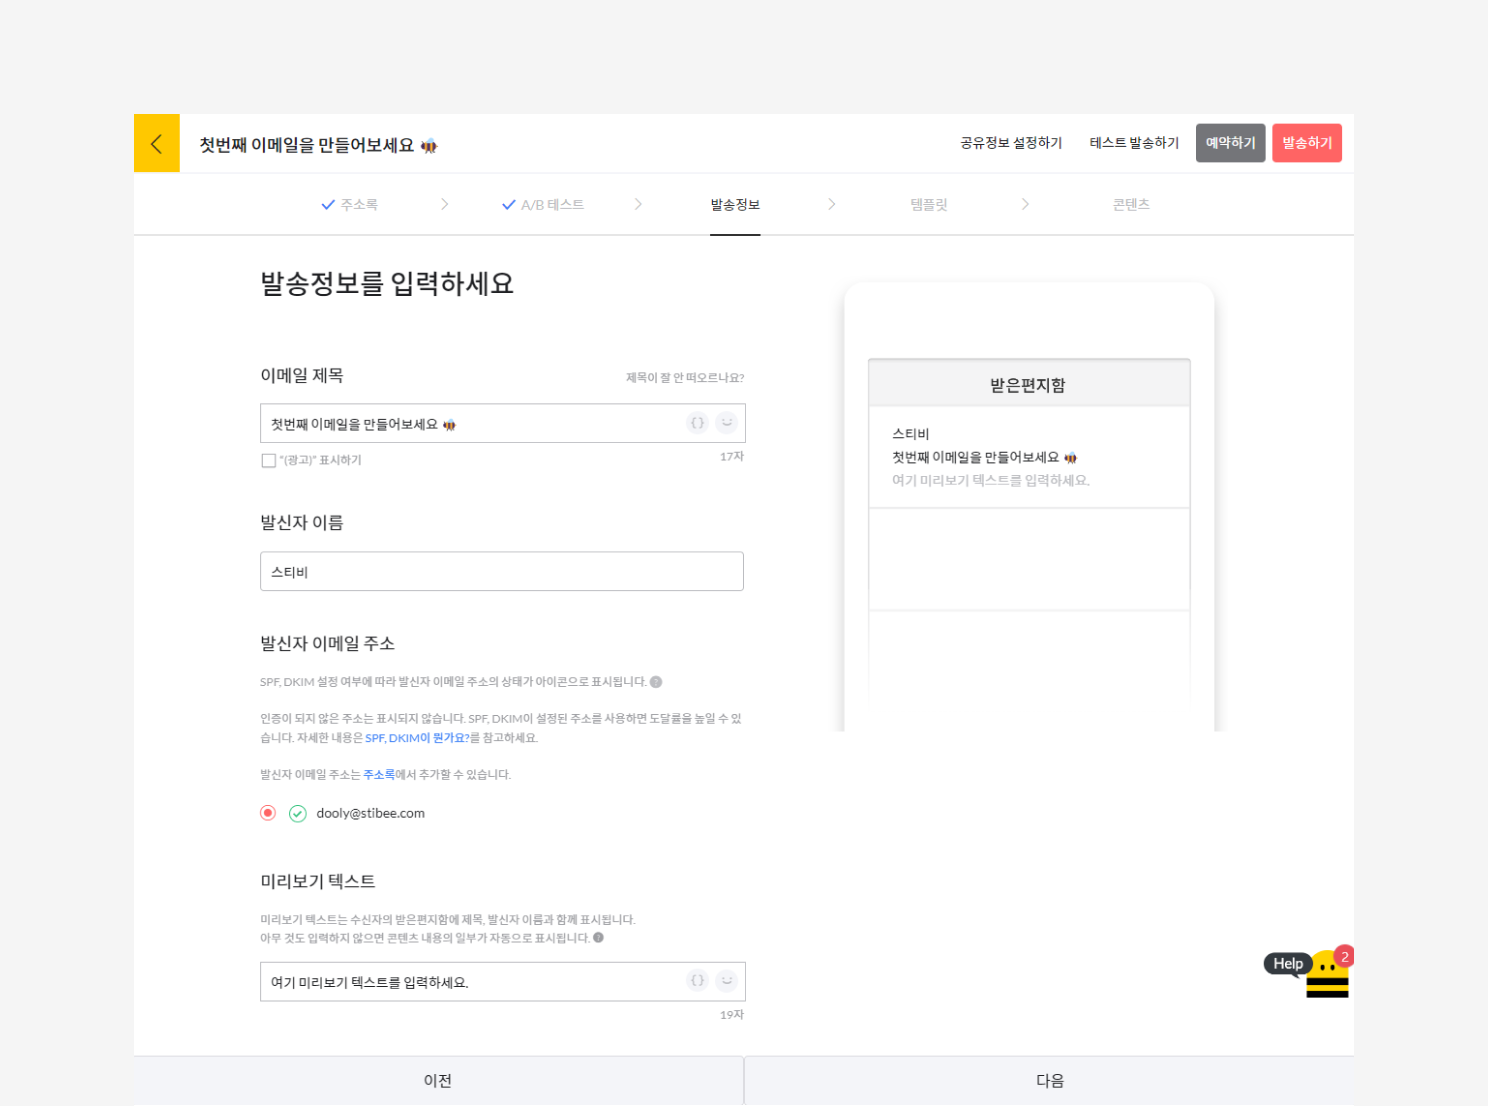 첫번째 이메일을 만들어보세요 🐝
공유정보 설정하기
테스트 발송하기
예약하기
발송하기
주소록
A/B 테스트
발송정보
템플릿
콘텐츠
발송정보를 입력하세요
이메일 제목
제목이 잘 안 떠오르나요?
첫번째 이메일을 만들어보세요 🐝
"(광고)" 표시하기
17자
발신자 이름
스티비
발신자 이메일 주소
SPF, DKIM 설정 여부에 따라 발신자 이메일 주소의 상태가 아이콘으로 표시됩니다.
인증이 되지 않은 주소는 표시되지 않습니다. SPF, DKIM이 설정된 주소를 사용하면 도달률을 높일 수 있
습니다. 자세한 내용은 SPF, DKIM이 뭔가요?를 참고하세요.
발신자 이메일 주소는 주소록에서 추가할 수 있습니다.
dooly@stibee.com
미리보기 텍스트
미리보기 텍스트는 수신자의 받은편지함에 제목, 발신자 이름과 함께 표시됩니다.
아무 것도 입력하지 않으면 콘텐츠 내용의 일부가 자동으로 표시됩니다.
여기 미리보기 텍스트를 입력하세요.
19자
받은편지함
스티비
첫번째 이메일을 만들어보세요 🐝
여기 미리보기 텍스트를 입력하세요.
Help
2
이전
다음